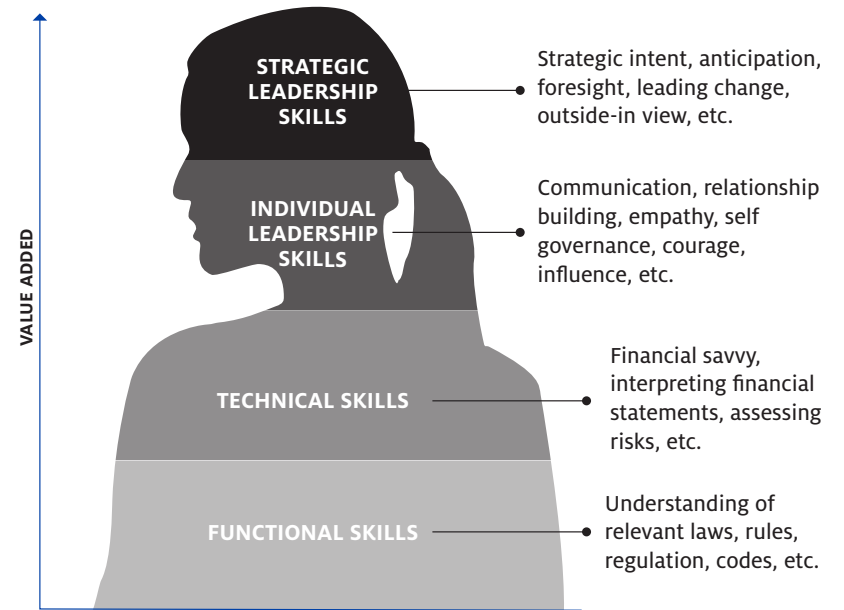 STRATEGIC
LEADERSHIP
SKILLS
Strategic intent, anticipation,
foresight, leading change,
outside-in view, etc.
INDIVIDUAL
LEADERSHIP
SKILLS
Communication, relationship
building, empathy, self
governance, courage,
influence, etc.
VALUE ADDED
TECHNICAL SKILLS
Financial savvy,
interpreting financial
statements, assessing
risks, etc.
FUNCTIONAL SKILLS
Understanding of
relevant laws, rules,
regulation, codes, etc.